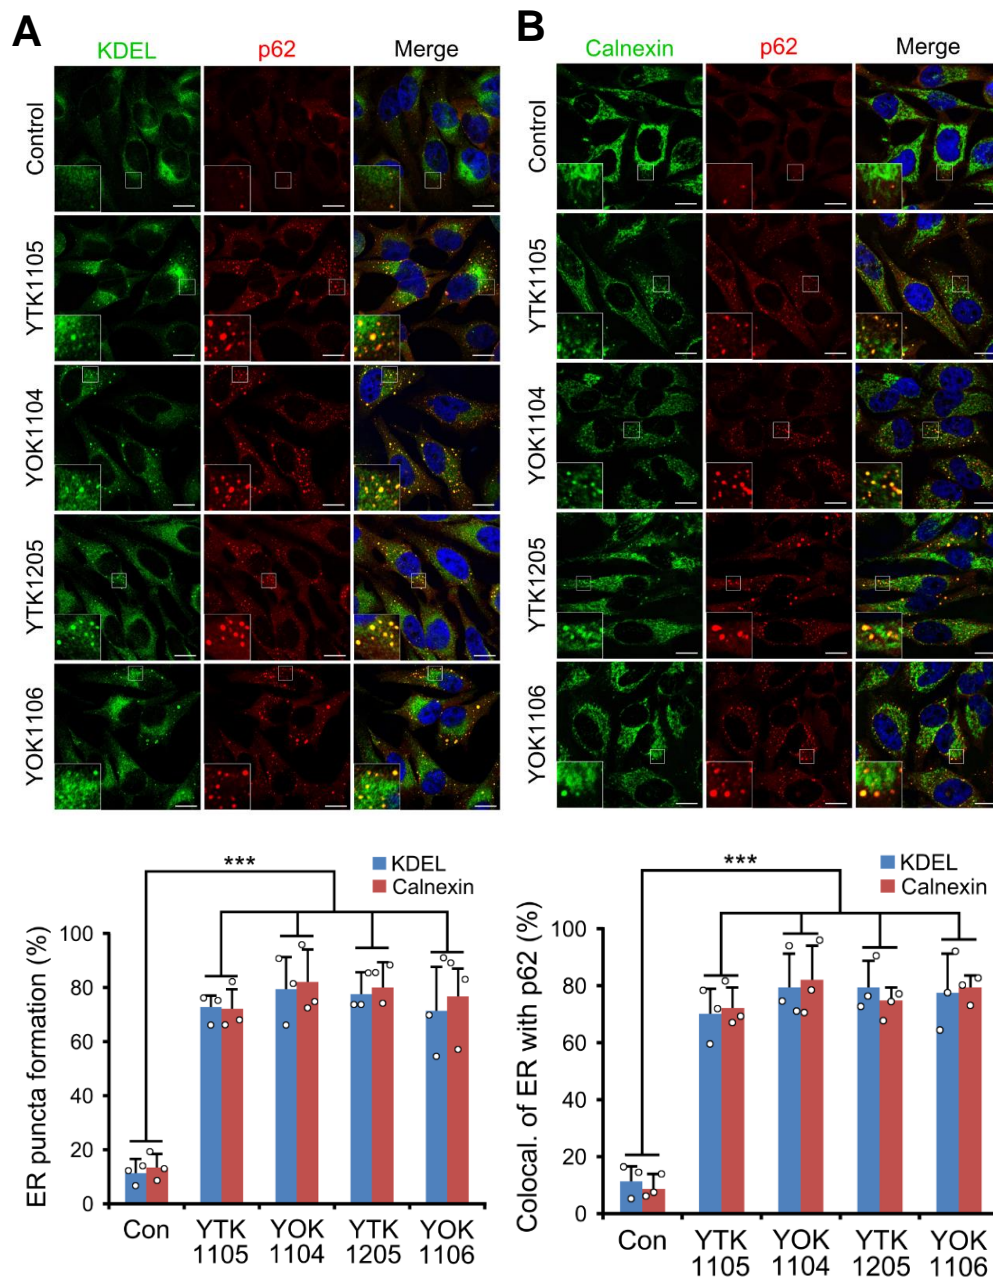 A
KDEL
p62
Merge
Control
YTK1105
YOK1104
YTK1205
YOK1106
B
Calnexin
p62
Merge
Control
YTK1105
YOK1104
YTK1205
YOK1106
***
KDEL
Calnexin
ER puncta formation (%)
100
80
60
40
20
0
Con
YTK
1105
YOK
1104
YTK
1205
YOK
1106
***
KDEL
Calnexin
Colocal. of ER with p62 (%)
100
80
60
40
20
0
Con
YTK
1105
YOK
1104
YTK
1205
YOK
1106